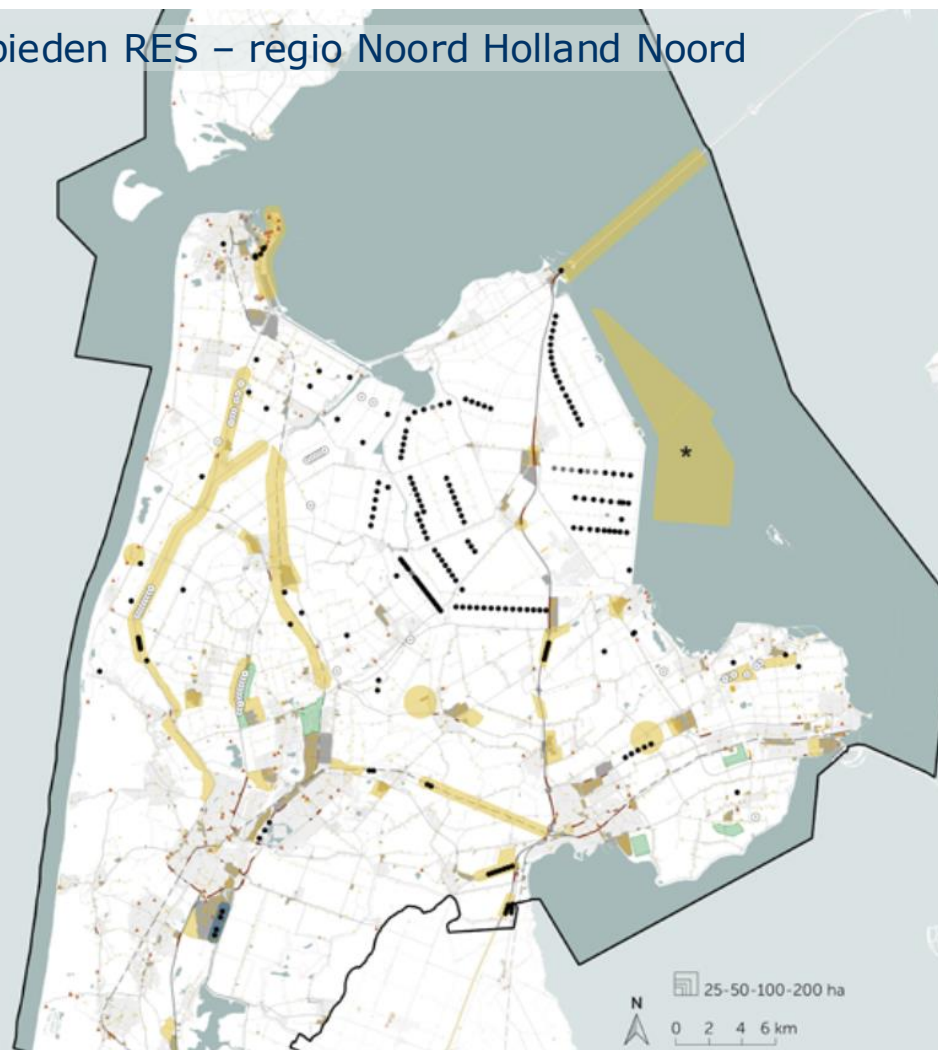 bieden RES – regio Noord Holland Noord
*
25-50-100-200 ha
N
0 2 4 6 km